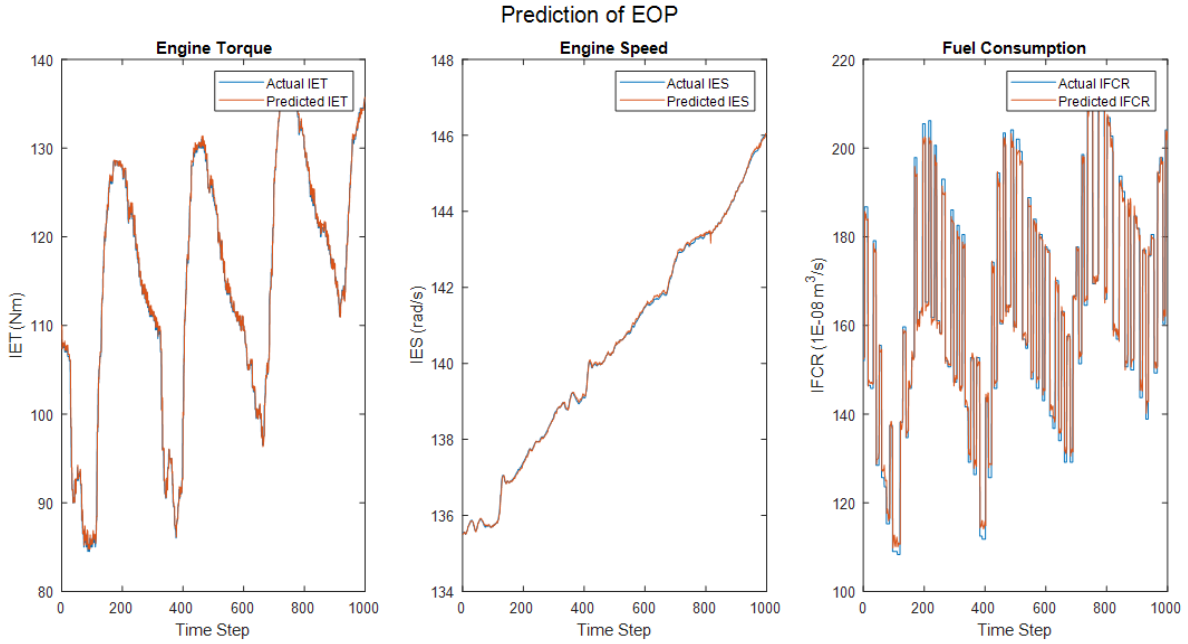 Prediction of EOP
Engine Torque
140
130
120
110
100
90
80
IET (Nm)
Actual IET
Predicted IET
0
200
400
600
800
1000
Time Step
Engine Speed
148
146
144
142
140
138
136
134
IES (rad/s)
Actual IES
Predicted IES
0
200
400
600
800
1000
Time Step
Fuel Consumption
220
200
180
160
140
120
100
IFCR (1E-08 m³/s)
Actual IFCR
Predicted IFCR
0
200
400
600
800
1000
Time Step